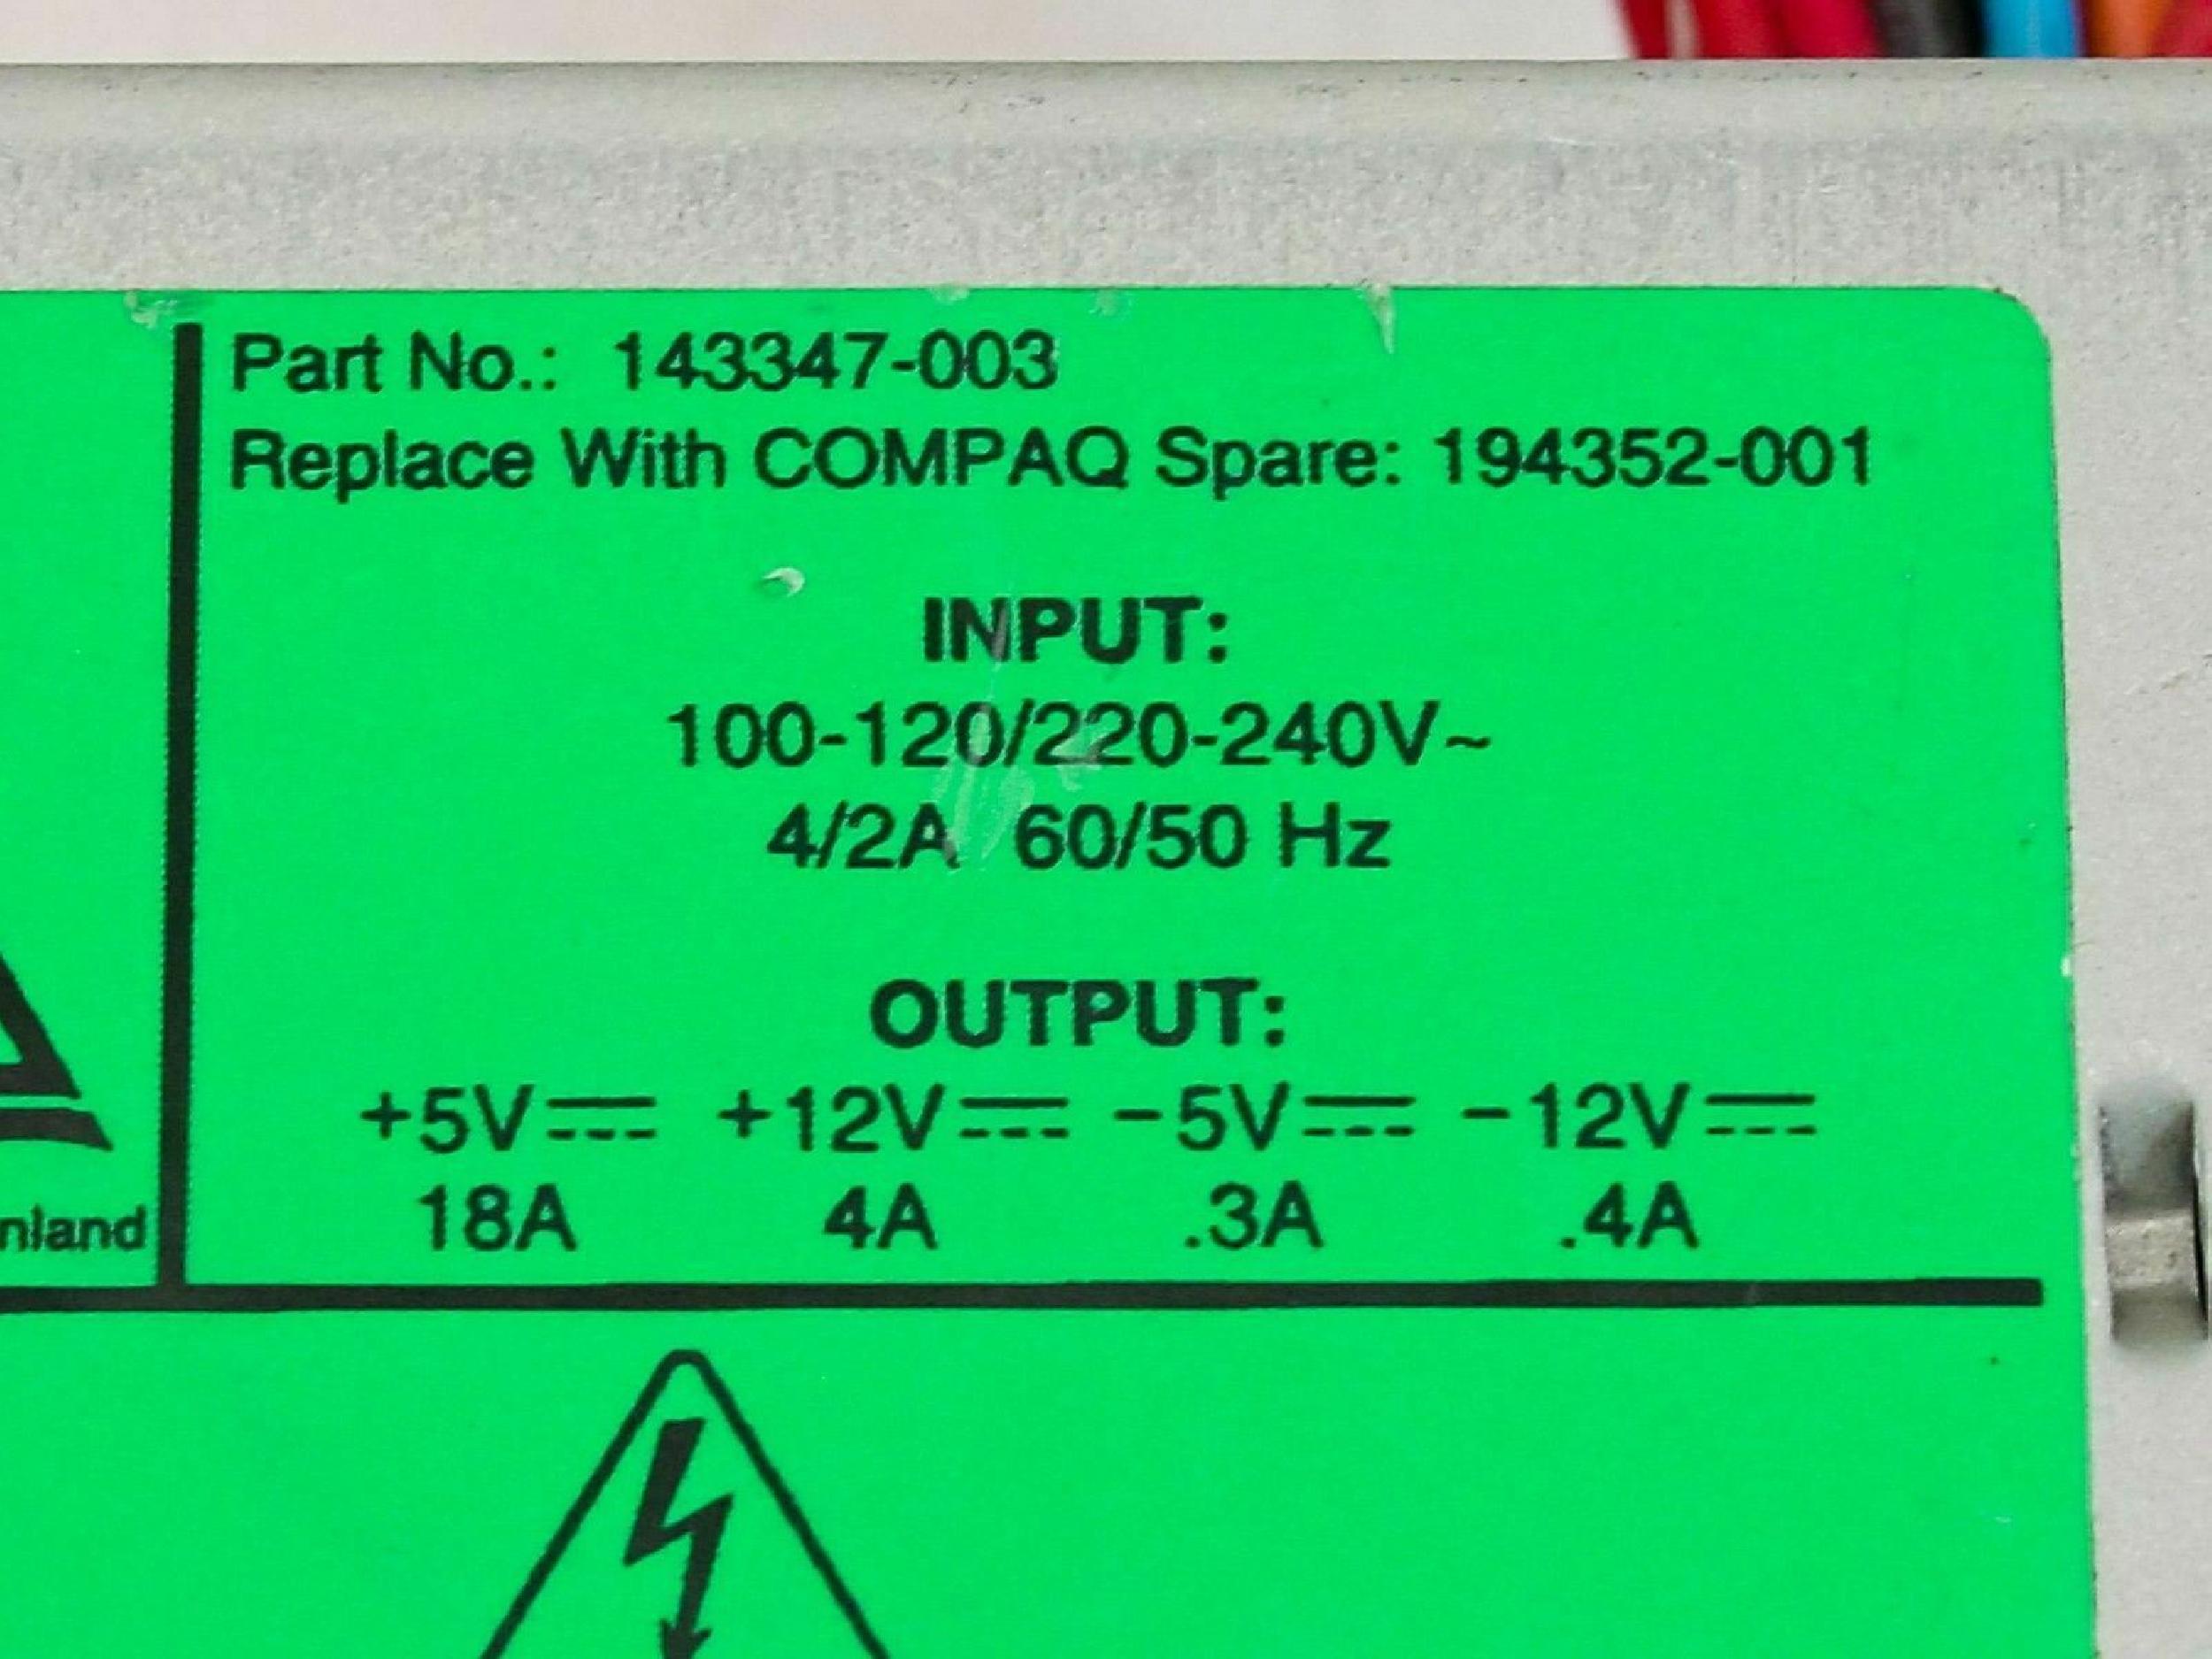 Part No.: 143347-003
Replace With COMPAQ Spare: 194352-001
INPUT:
100-120/220-240V~
4/2A 60/50 Hz
OUTPUT:
+5V⎓ +12V⎓ -5V⎓ -12V⎓
18A 4A .3A .4A
nland